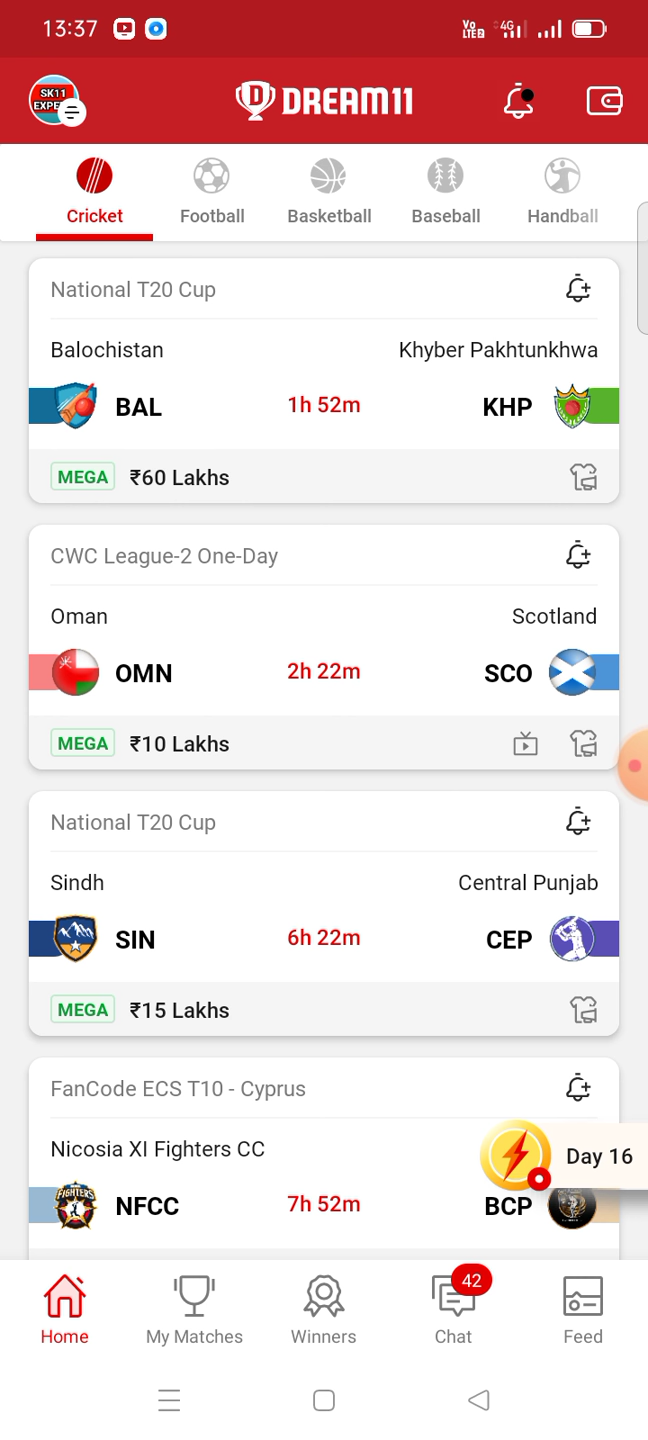 13:37
Vo LTE 2 4G
SK11
EXPE
DREAM11
Cricket Football Basketball Baseball Handball
National T20 Cup
Balochistan Khyber Pakhtunkhwa
BAL 1h 52m KHP
MEGA ₹60 Lakhs
CWC League-2 One-Day
Oman Scotland
OMN 2h 22m SCO
MEGA ₹10 Lakhs
National T20 Cup
Sindh Central Punjab
SIN 6h 22m CEP
MEGA ₹15 Lakhs
FanCode ECS T10 - Cyprus
Nicosia XI Fighters CC
Day 16
FIGHTERS
NFCC 7h 52m BCP
42
Home My Matches Winners Chat Feed